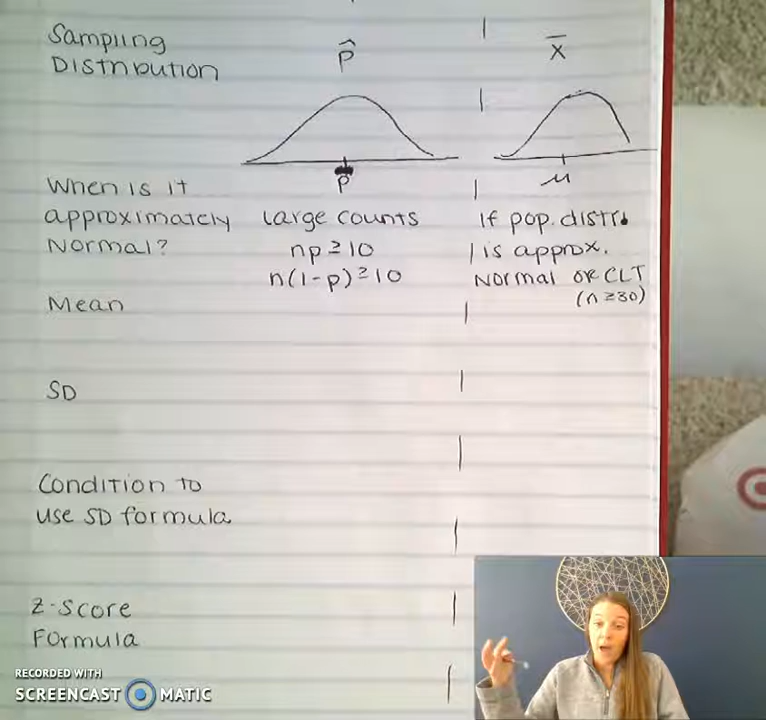 Sampling
Distribution
p̂
x̄
p
μ
When is it
approximately
Normal?
Large Counts
np ≥ 10
n(1-p) ≥ 10
If pop. distr.
is approx.
Normal or CLT
(n ≥ 30)
Mean
SD
Condition to
use SD formula
Z-score
Formula
RECORDED WITH
SCREENCAST MATIC